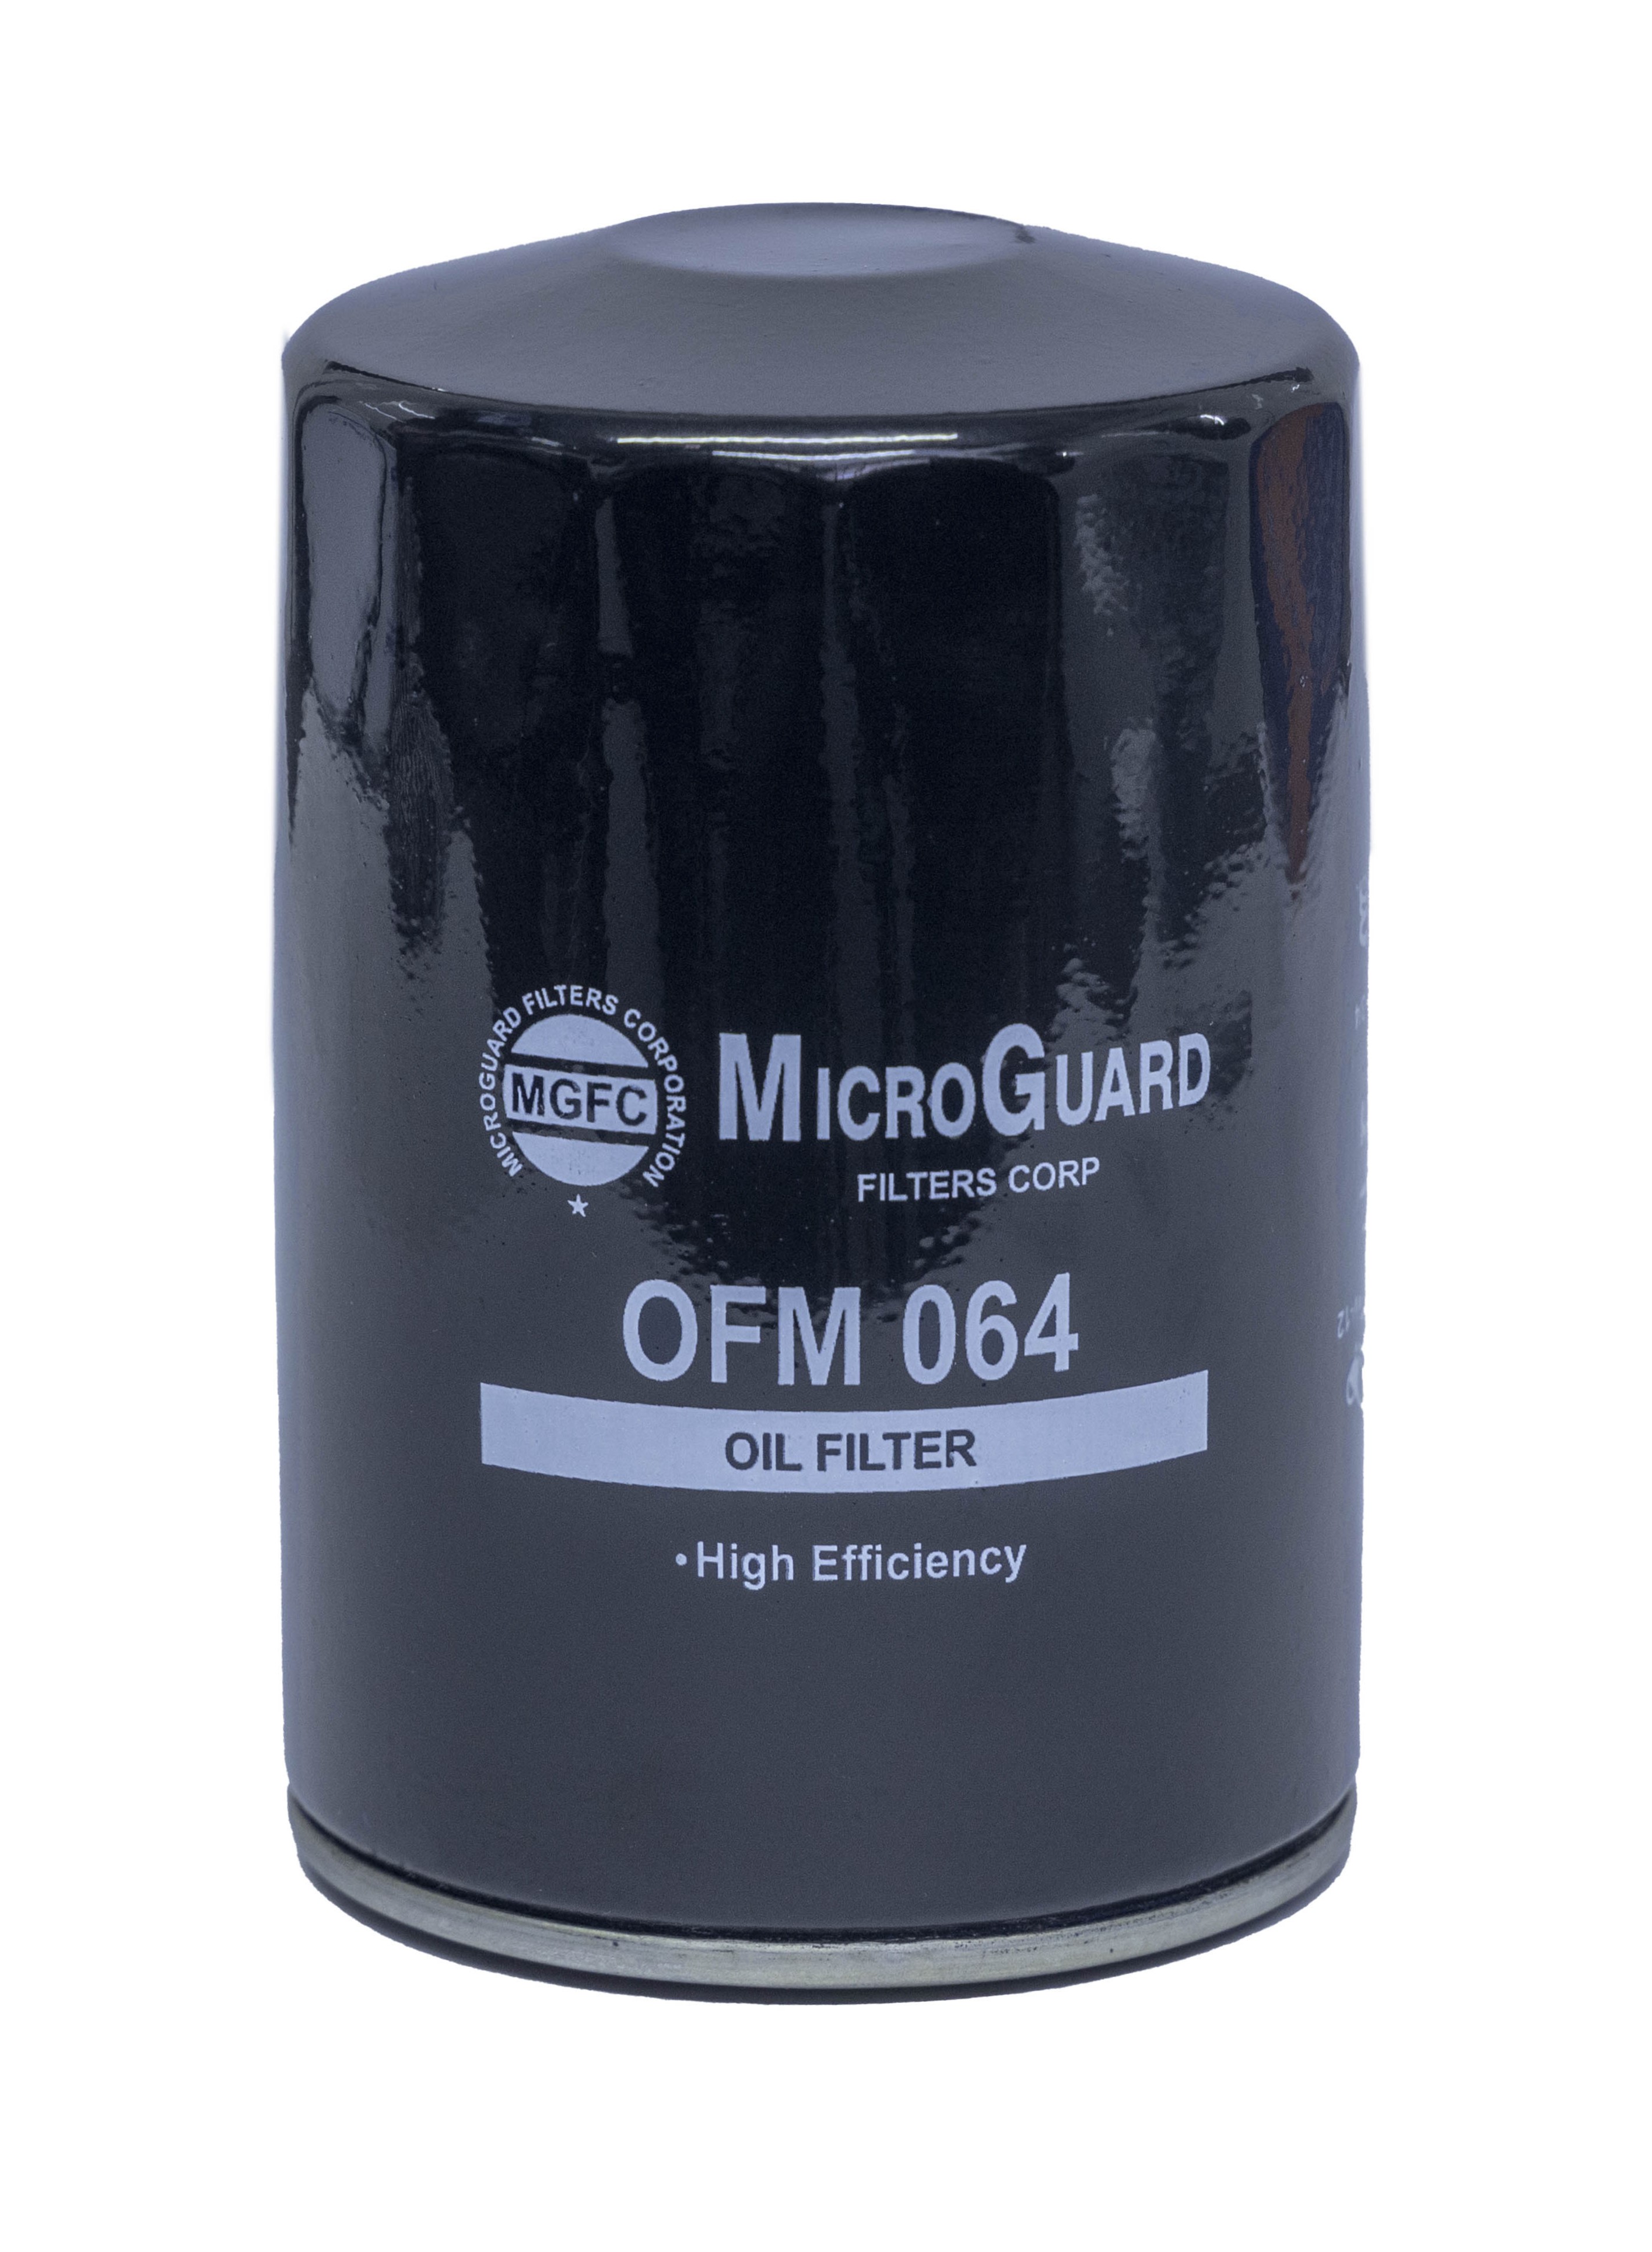 MICROGUARD FILTERS CORPORATION
MGFC
MICROGUARD
FILTERS CORP
OFM 064
OIL FILTER
•High Efficiency